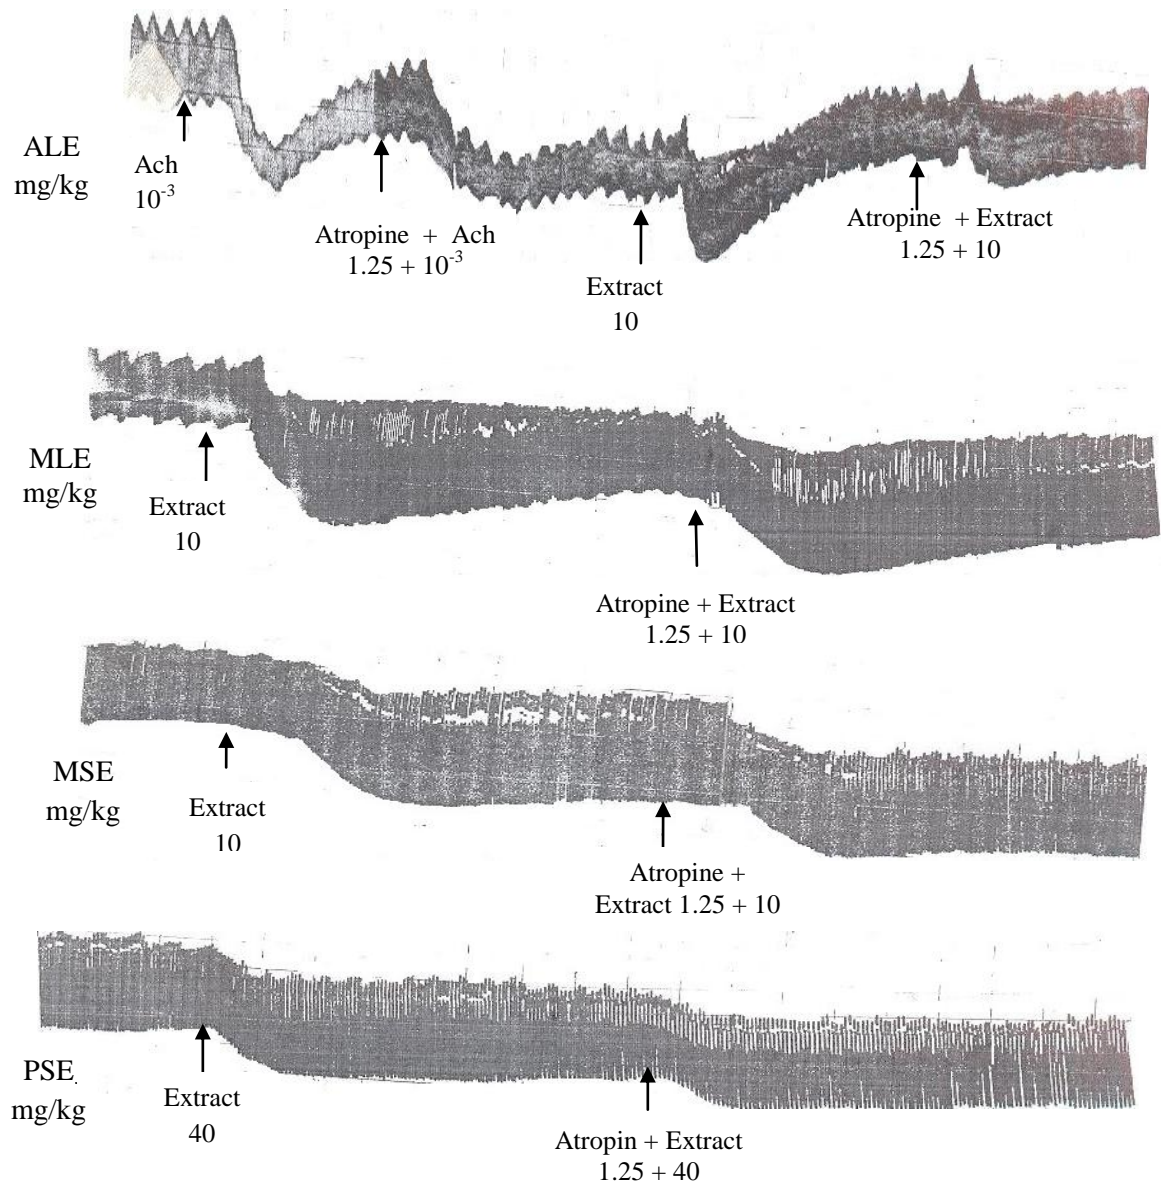 ALE
mg/kg
Ach
10⁻³
Atropine + Ach
1.25 + 10⁻³
Extract
10
Atropine + Extract
1.25 + 10
MLE
mg/kg
Extract
10
Atropine + Extract
1.25 + 10
MSE
mg/kg
Extract
10
Atropine +
Extract 1.25 + 10
PSE
mg/kg
Extract
40
Atropin + Extract
1.25 + 40